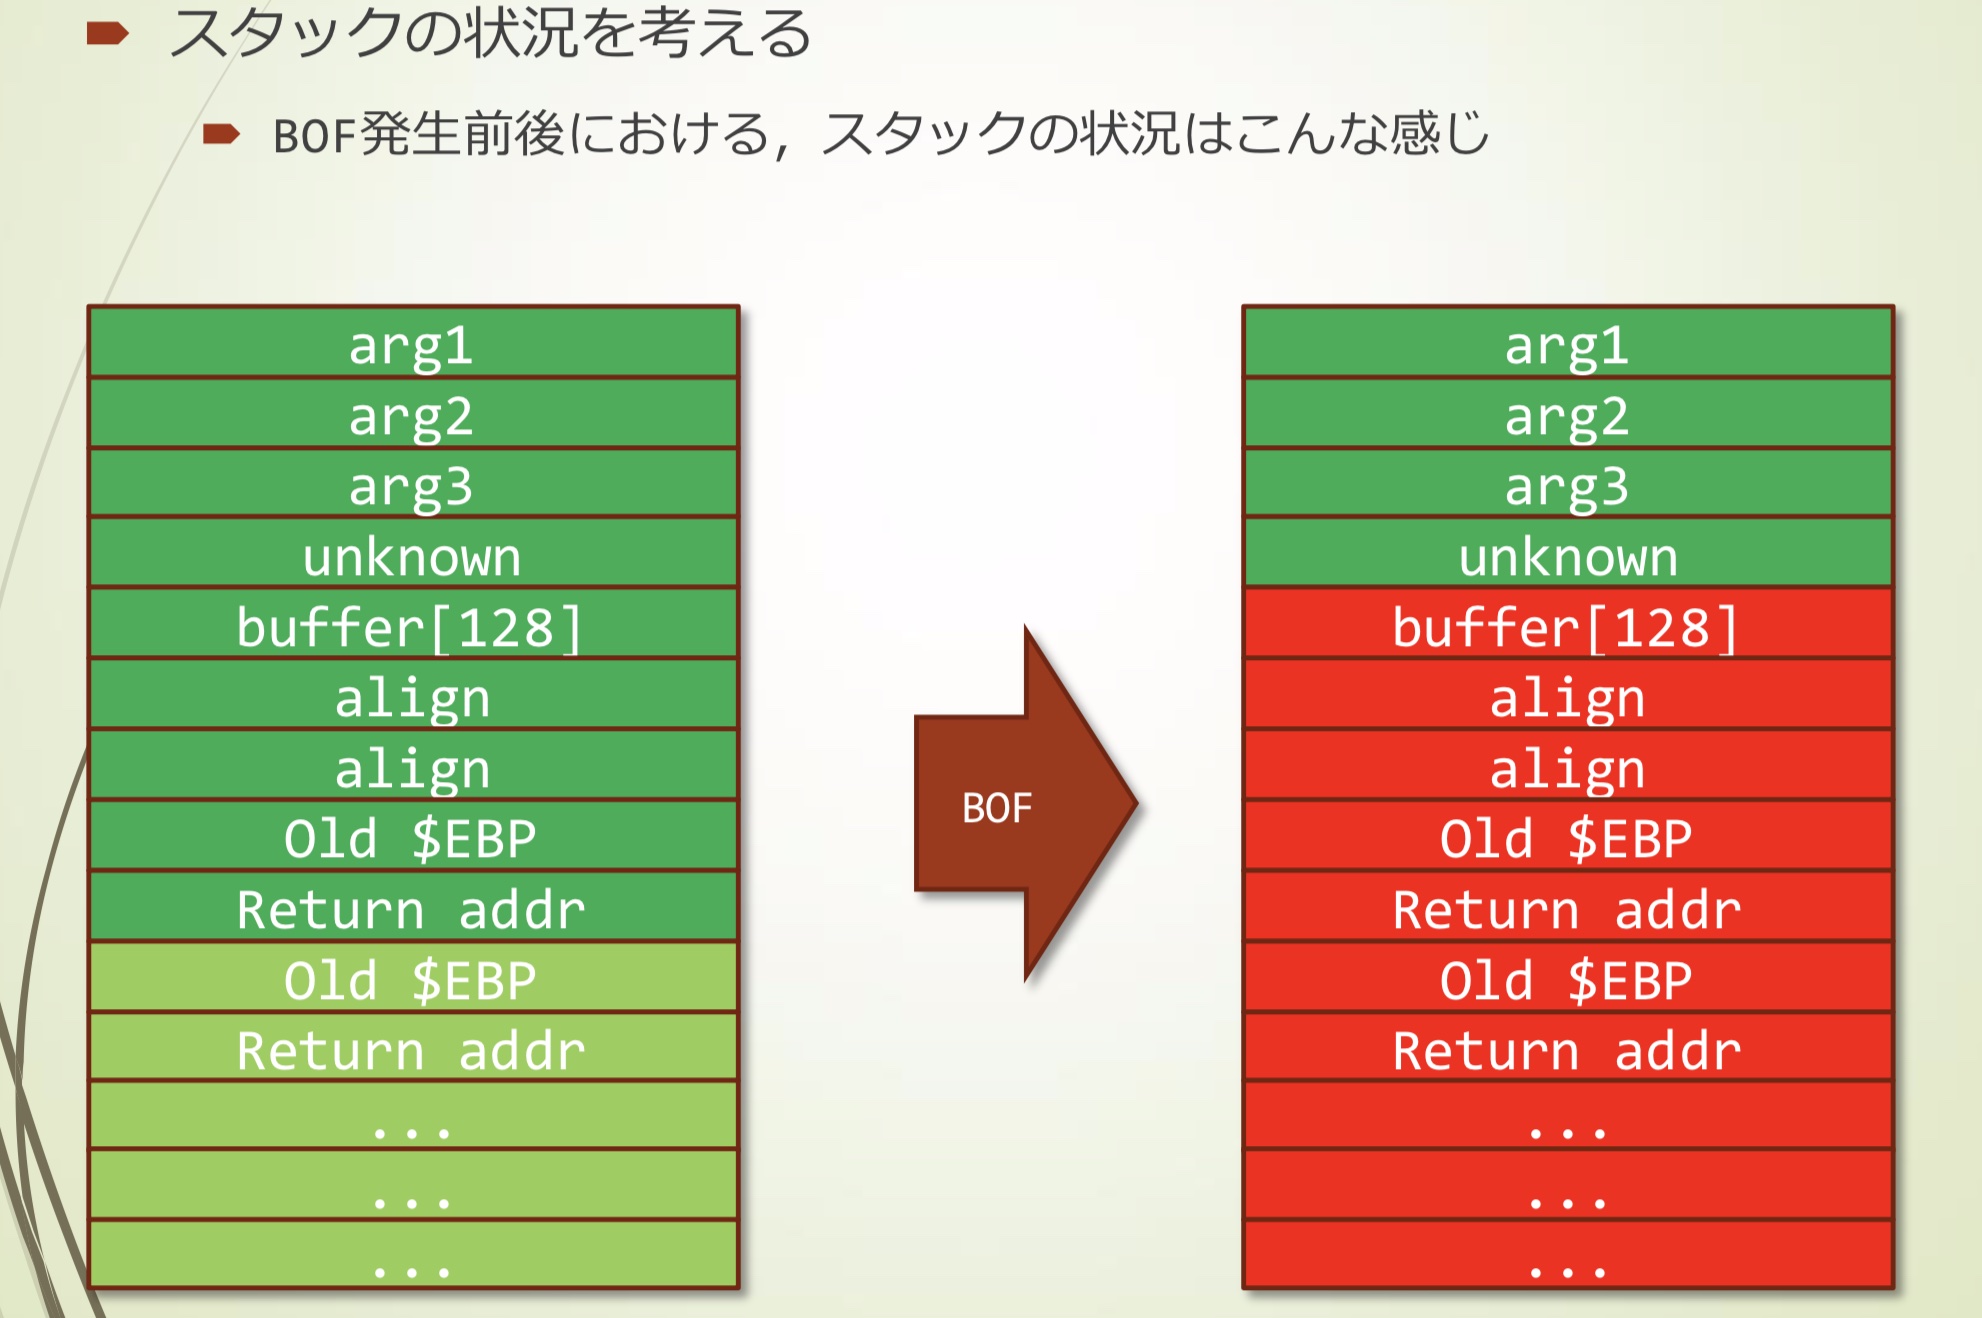 スタックの状況を考える
BOF発生前後における，スタックの状況はこんな感じ
arg1
arg2
arg3
unknown
buffer[128]
align
align
Old $EBP
Return addr
Old $EBP
Return addr
...
...
...
BOF
arg1
arg2
arg3
unknown
buffer[128]
align
align
Old $EBP
Return addr
Old $EBP
Return addr
...
...
...